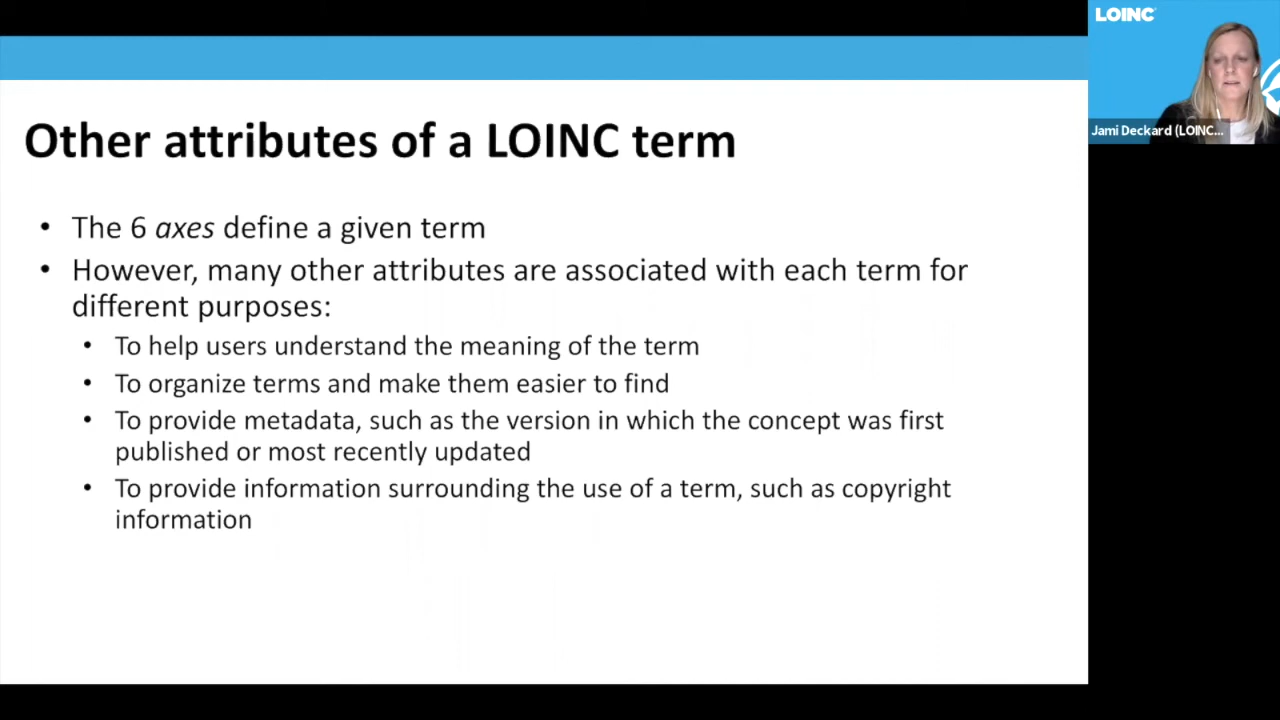 Other attributes of a LOINC term
• The 6 axes define a given term
• However, many other attributes are associated with each term for
different purposes:
• To help users understand the meaning of the term
• To organize terms and make them easier to find
• To provide metadata, such as the version in which the concept was first
published or most recently updated
• To provide information surrounding the use of a term, such as copyright
information
LOINC
Jami Deckard (LOINC...